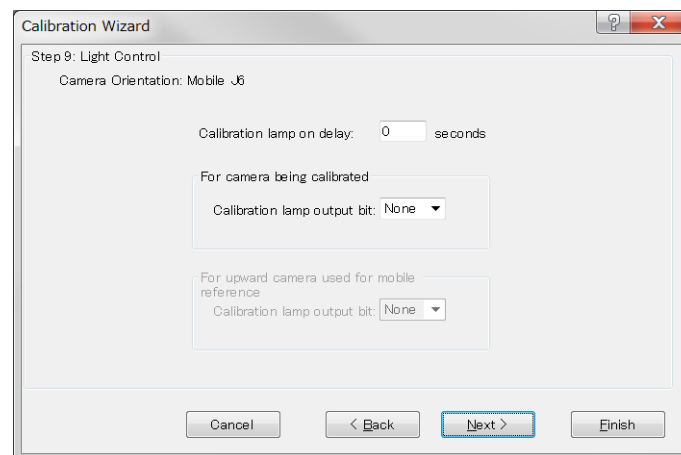 Calibration Wizard
Step 9: Light Control
Camera Orientation: Mobile J6
Calibration lamp on delay: 0 seconds
For camera being calibrated
Calibration lamp output bit: None
For upward camera used for mobile
reference
Calibration lamp output bit: None
Cancel < Back Next > Finish